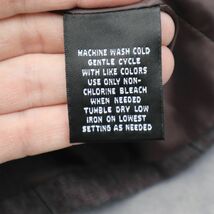 MACHINE WASH COLD
GENTLE CYCLE
WITH LIKE COLORS
USE ONLY NON-
CHLORINE BLEACH
WHEN NEEDED
TUMBLE DRY LOW
IRON ON LOWEST
SETTING AS NEEDED